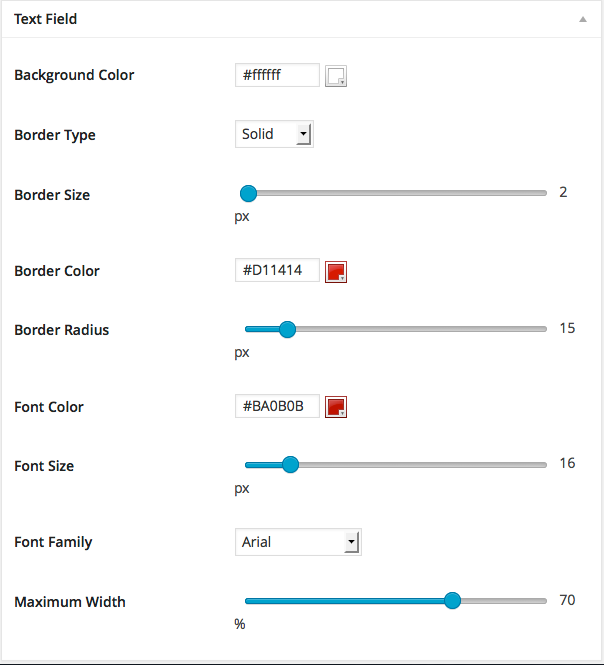 Text Field
Background Color #ffffff
Border Type Solid
Border Size 2
px
Border Color #D11414
Border Radius 15
px
Font Color #BA0B0B
Font Size 16
px
Font Family Arial
Maximum Width 70
%